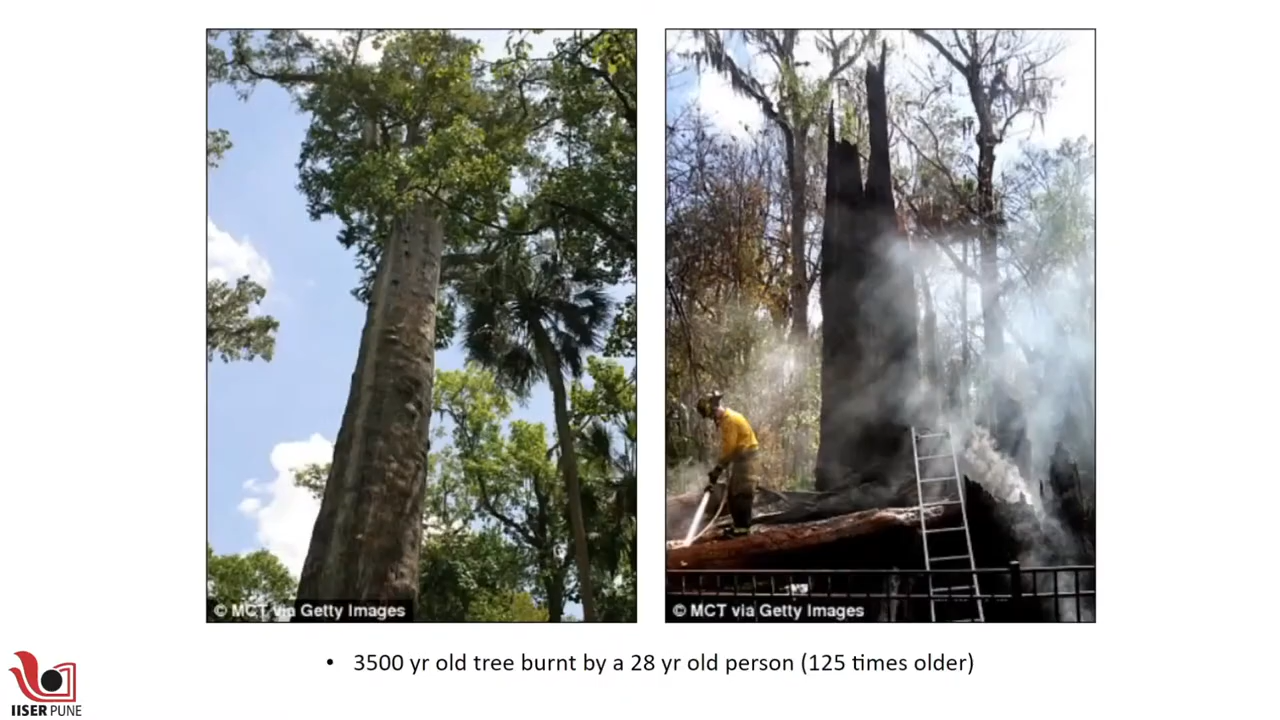 © MCT via Getty Images
© MCT via Getty Images
• 3500 yr old tree burnt by a 28 yr old person (125 times older)
IISER PUNE